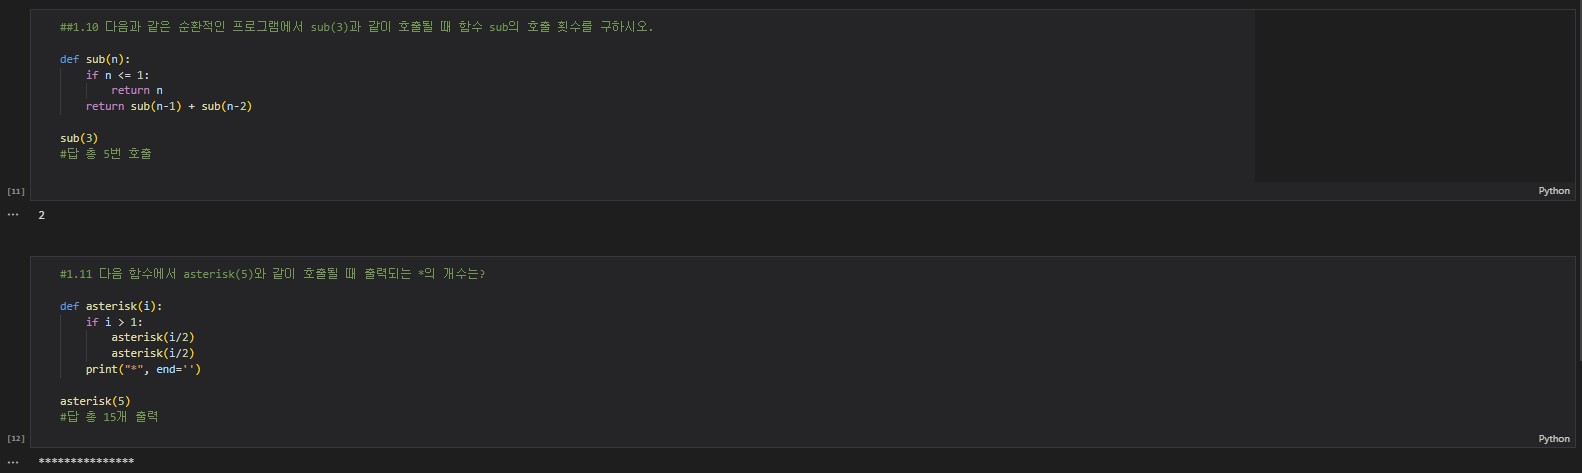 ##1.10 다음과 같은 순환적인 프로그램에서 sub(3)과 같이 호출될 때 함수 sub의 호출 횟수를 구하시오.
def sub(n):
    if n <= 1:
        return n
    return sub(n-1) + sub(n-2)
sub(3)
#답 총 5번 호출
[11]
Python
... 2
#1.11 다음 함수에서 asterisk(5)와 같이 호출될 때 출력되는 *의 개수는?
def asterisk(i):
    if i > 1:
        asterisk(i/2)
        asterisk(i/2)
    print("*", end='')
asterisk(5)
#답 총 15개 출력
[12]
Python
... ***************